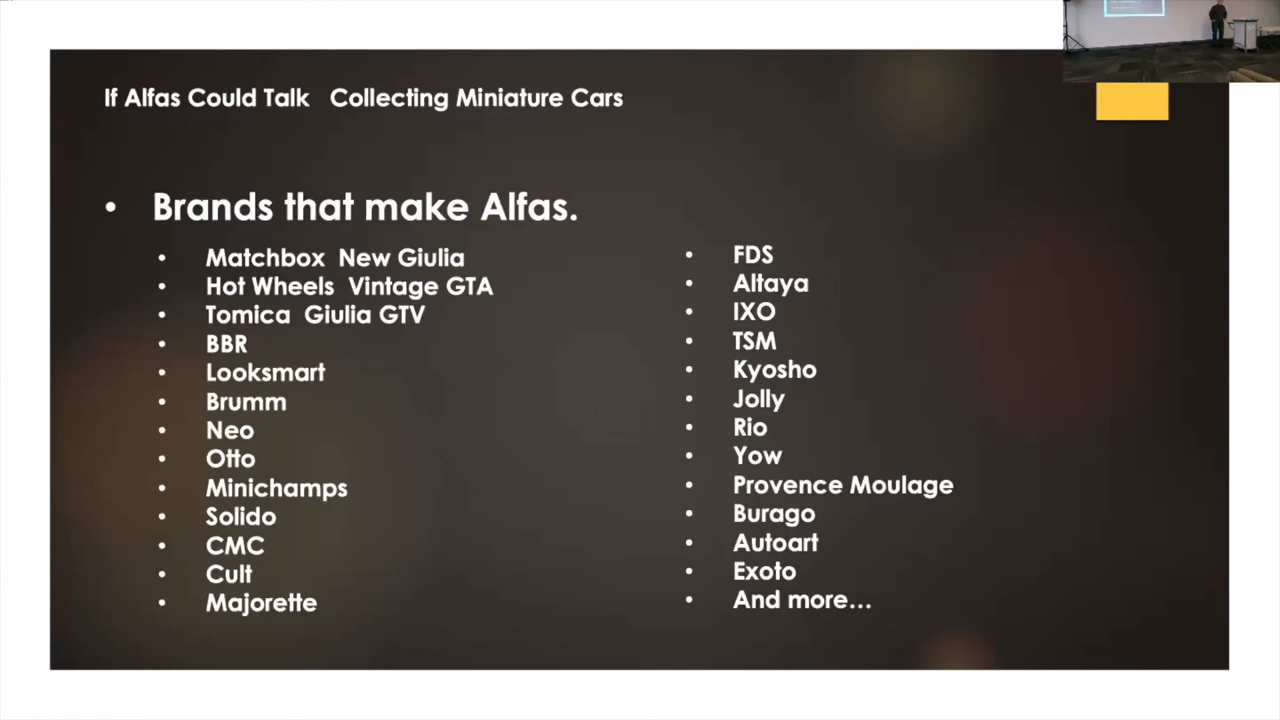 If Alfas Could Talk   Collecting Miniature Cars
• Brands that make Alfas.
• Matchbox  New Giulia
• Hot Wheels  Vintage GTA
• Tomica  Giulia GTV
• BBR
• Looksmart
• Brumm
• Neo
• Otto
• Minichamps
• Solido
• CMC
• Cult
• Majorette
• FDS
• Altaya
• IXO
• TSM
• Kyosho
• Jolly
• Rio
• Yow
• Provence Moulage
• Burago
• Autoart
• Exoto
• And more...